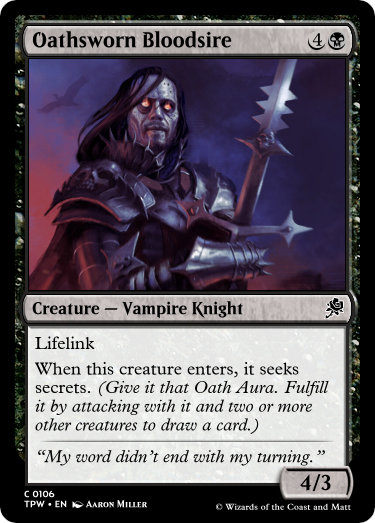 Oathsworn Bloodsire 4
Creature — Vampire Knight
Lifelink
When this creature enters, it seeks
secrets. (Give it that Oath Aura. Fulfill
it by attacking with it and two or more
other creatures to draw a card.)
“My word didn’t end with my turning.”
4/3
C 0106
TPW • EN Aaron Miller
© Wizards of the Coast and Matt